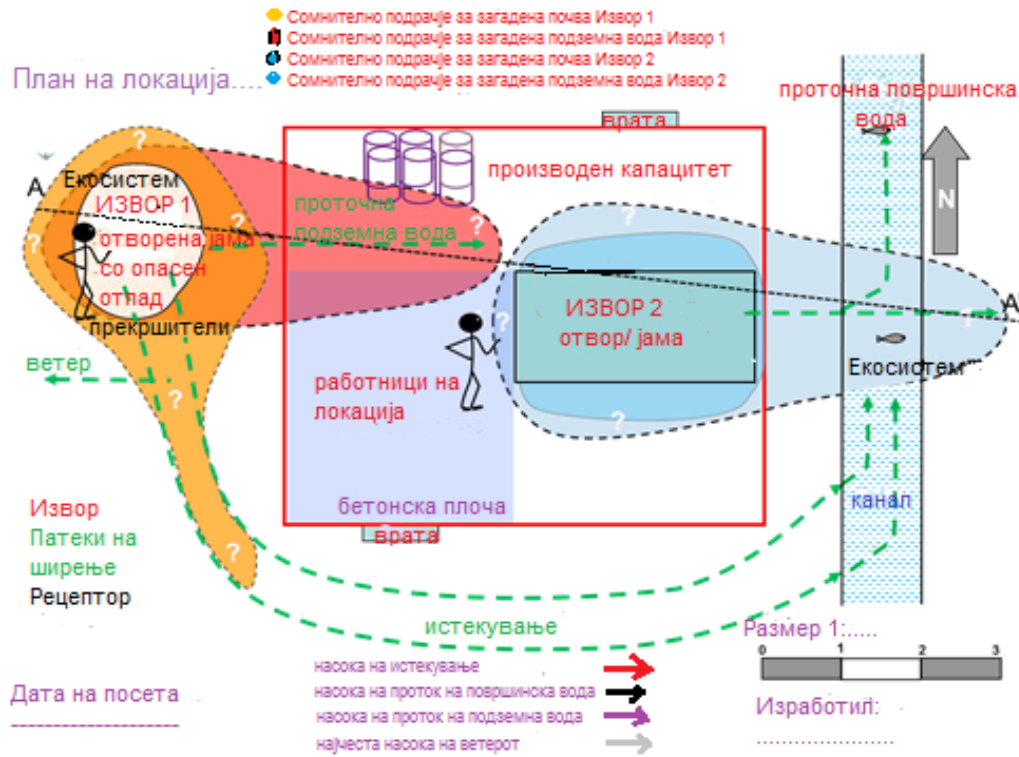 Сомнително подрачје за загадена почва Извор 1
Сомнително подрачје за загадена подземна вода Извор 1
Сомнително подрачје за загадена почва Извор 2
Сомнително подрачје за загадена подземна вода Извор 2
План на локација....
проточна површинска
вода
врата
производен капацитет
N
A
Екосистем
ИЗВОР 1
отворена јама
со опасен
отпад
прекршители
проточна
подземна вода
ИЗВОР 2
отвор/ јама
A'
Екосистем
ветер
работници на
локација
бетонска плоча
врата
канал
Извор
Патеки на
ширење
Рецептор
? ? ? ? ? ? ? ? ? ? ?
истекување
Размер 1:.....
0 1 2 3
насока на истекување
насока на проток на површинска вода
насока на проток на подземна вода
најчеста насока на ветерот
Дата на посета
--------------------
Изработил:
......................